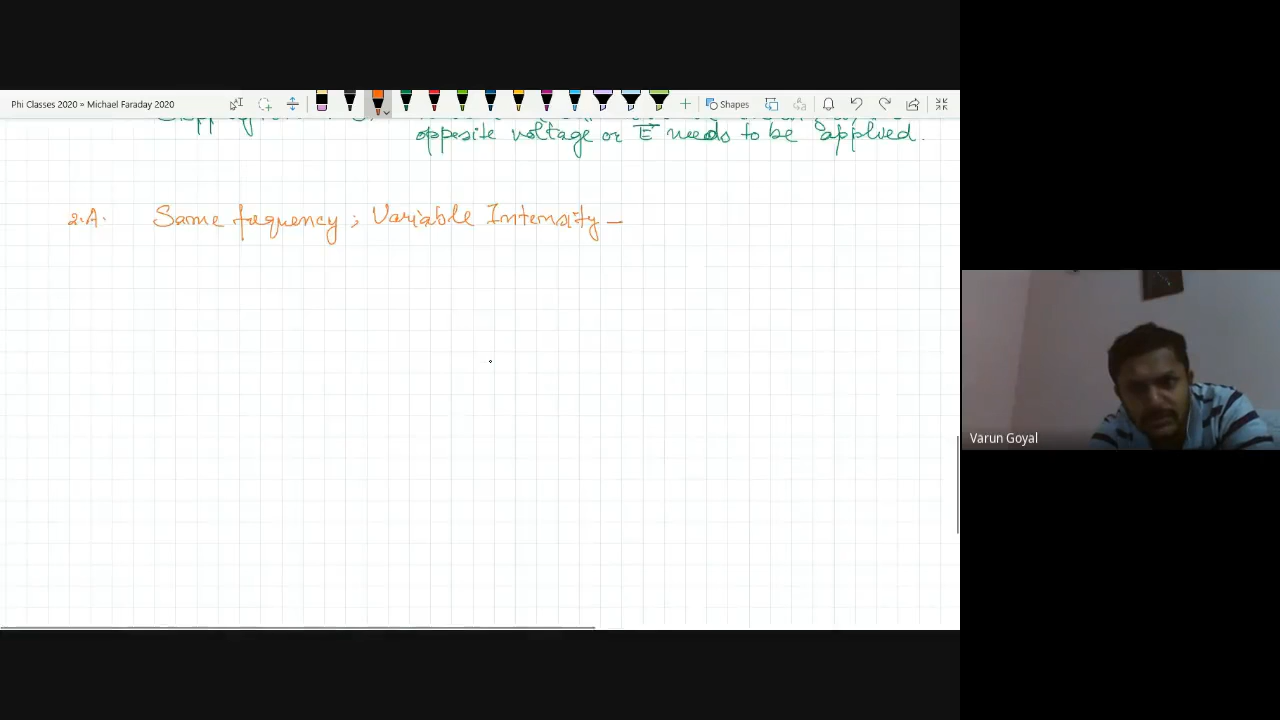 Phi Classes 2020 » Michael Faraday 2020
Shapes
opposite voltage or E needs to be applied.
2.A. Same fequency ; Variable Intensity –
Varun Goyal